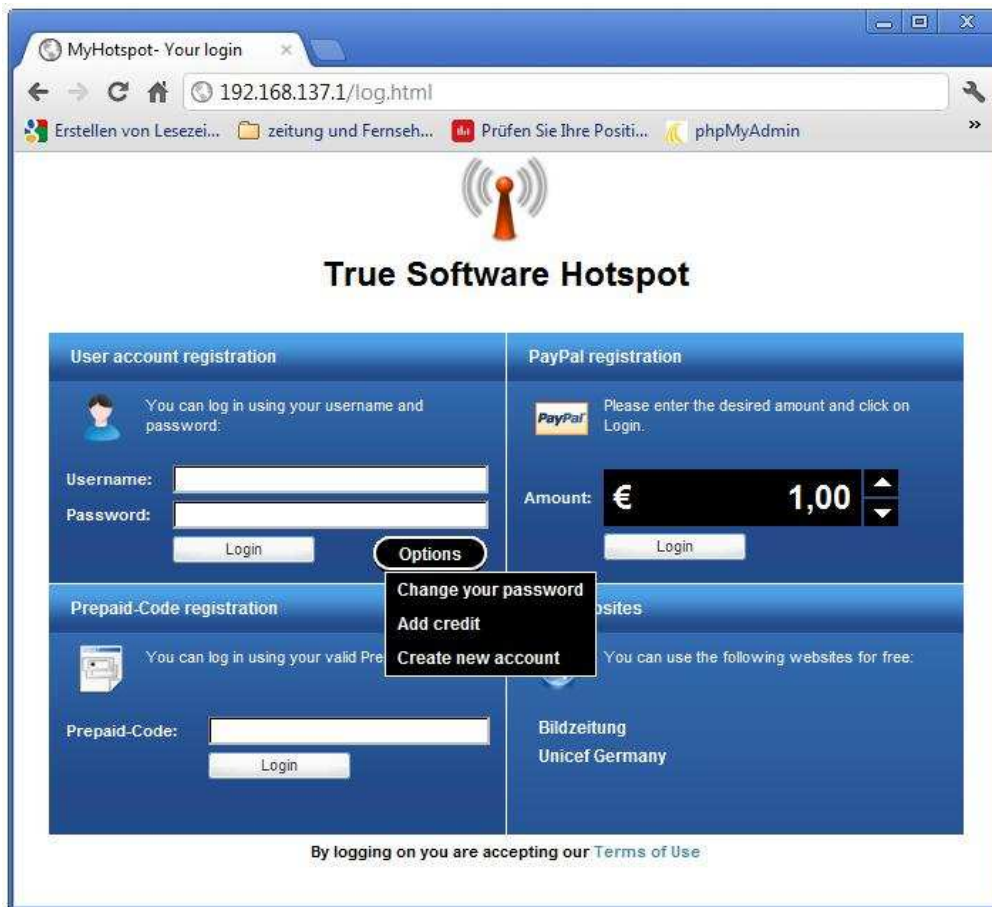 MyHotspot- Your login
192.168.137.1/log.html
Erstellen von Lesezei...
zeitung und Fernseh...
Prüfen Sie Ihre Positi...
phpMyAdmin
»
True Software Hotspot
User account registration
You can log in using your username and
password:
Username:
Password:
Login
Options
Change your password
Add credit
Create new account
PayPal registration
PayPal
Please enter the desired amount and click on
Login.
Amount:
€ 1,00
Login
Prepaid-Code registration
You can log in using your valid Pre
Prepaid-Code:
Login
osites
You can use the following websites for free:
Bildzeitung
Unicef Germany
By logging on you are accepting our Terms of Use